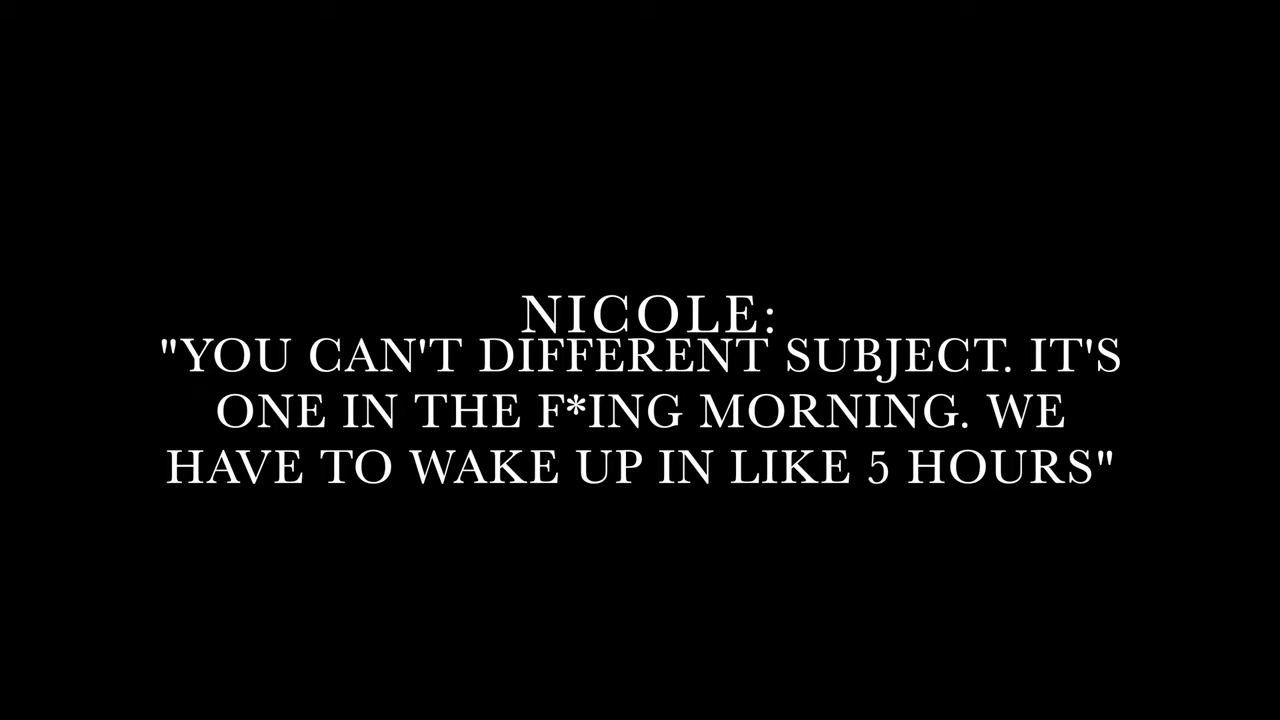 NICOLE:
"YOU CAN'T DIFFERENT SUBJECT. IT'S
ONE IN THE F*ING MORNING. WE
HAVE TO WAKE UP IN LIKE 5 HOURS"